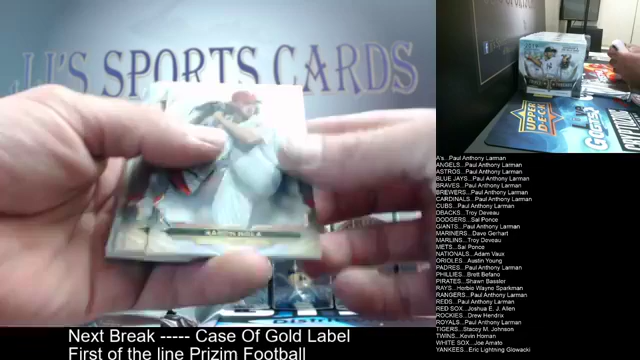 JJ'S SPORTS CARDS
AARON NOLA
UPPER
DECK
A's...Paul Anthony Larman
ANGELS...Paul Anthony Larman
ASTROS...Paul Anthony Larman
BLUE JAYS...Paul Anthony Larman
BRAVES...Paul Anthony Larman
BREWERS...Paul Anthony Larman
CARDINALS...Paul Anthony Larman
CUBS...Paul Anthony Larman
DBACKS...Troy Deveau
DODGERS...Sal Ponce
GIANTS...Paul Anthony Larman
MARINERS...Dave Gerhart
MARLINS...Troy Deveau
METS...Sal Ponce
NATIONALS...Adam Vaux
ORIOLES...Austin Young
PADRES...Paul Anthony Larman
PHILLIES...Brett Befano
PIRATES...Shawn Bassler
RAYS...Herbie Wayne Sparkman
RANGERS...Paul Anthony Larman
REDS...Paul Anthony Larman
RED SOX...Joshua E. J. Allen
ROCKIES...Drew Hendrix
ROYALS...Paul Anthony Larman
TIGERS...Stacey M. Johnson
TWINS...Kevin Homan
WHITE SOX...Joe Amato
YANKEES...Eric Lightning Glowacki
Next Break ----- Case Of Gold Label
First of the line Prizim Football